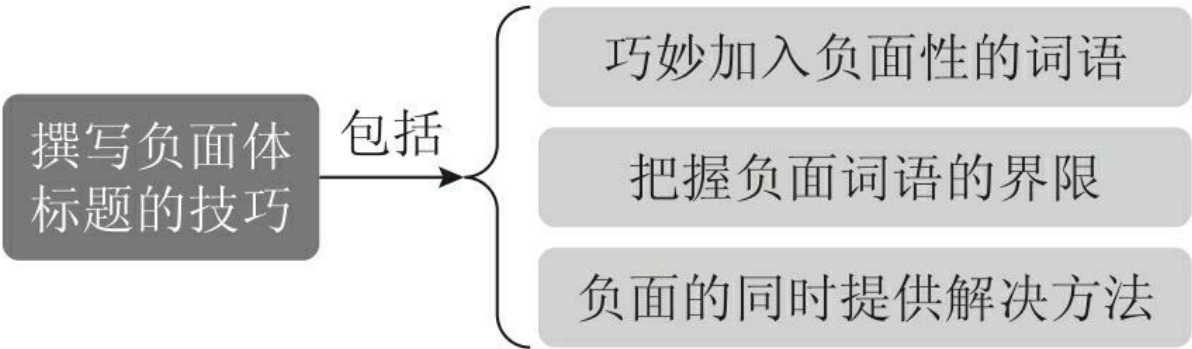 撰写负面体
标题的技巧
包括
巧妙加入负面性的词语
把握负面词语的界限
负面的同时提供解决方法